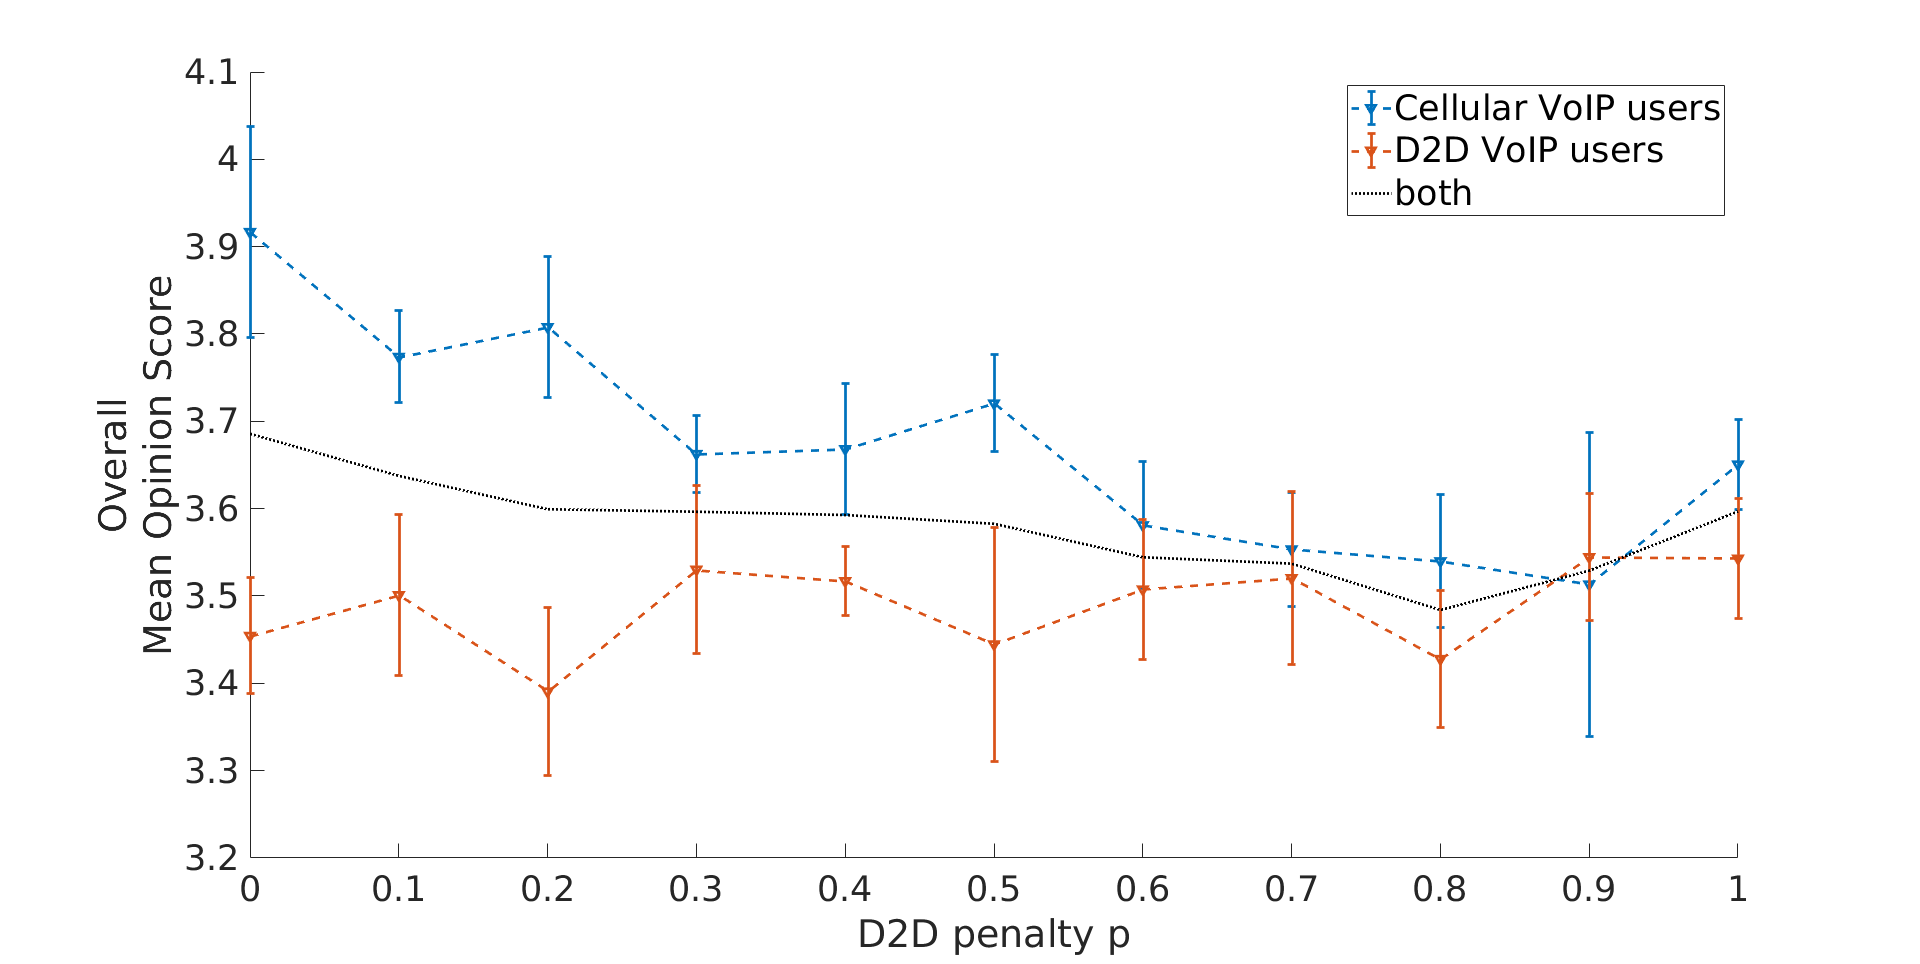 4.1
4
3.9
3.8
3.7
3.6
3.5
3.4
3.3
3.2
Overall
Mean Opinion Score
Cellular VoIP users
D2D VoIP users
both
0 0.1 0.2 0.3 0.4 0.5 0.6 0.7 0.8 0.9 1
D2D penalty p